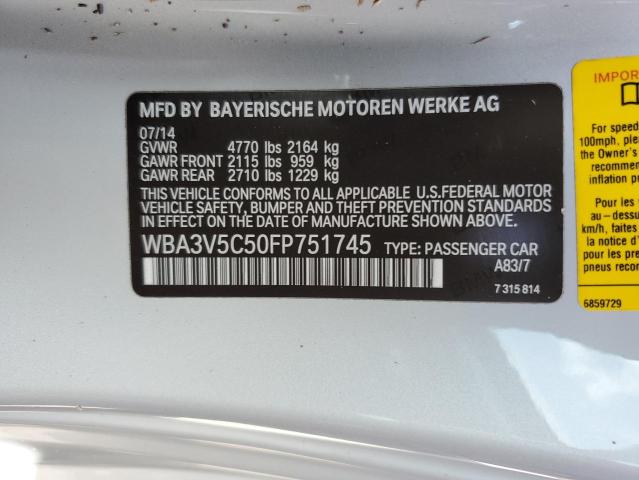 MFD BY BAYERISCHE MOTOREN WERKE AG
07/14
GVWR 4770 lbs 2164 kg
GAWR FRONT 2115 lbs 959 kg
GAWR REAR 2710 lbs 1229 kg
THIS VEHICLE CONFORMS TO ALL APPLICABLE U.S.FEDERAL MOTOR
VEHICLE SAFETY, BUMPER AND THEFT PREVENTION STANDARDS
IN EFFECT ON THE DATE OF MANUFACTURE SHOWN ABOVE.
WBA3V5C50FP751745 TYPE: PASSENGER CAR
A83/7
7 315 814
For speed
100mph, ple
the Owner's
recommen
inflation p
Pour les
au - dessu
km/h, faites
la notice
pour les pre
pneus recom
6859729